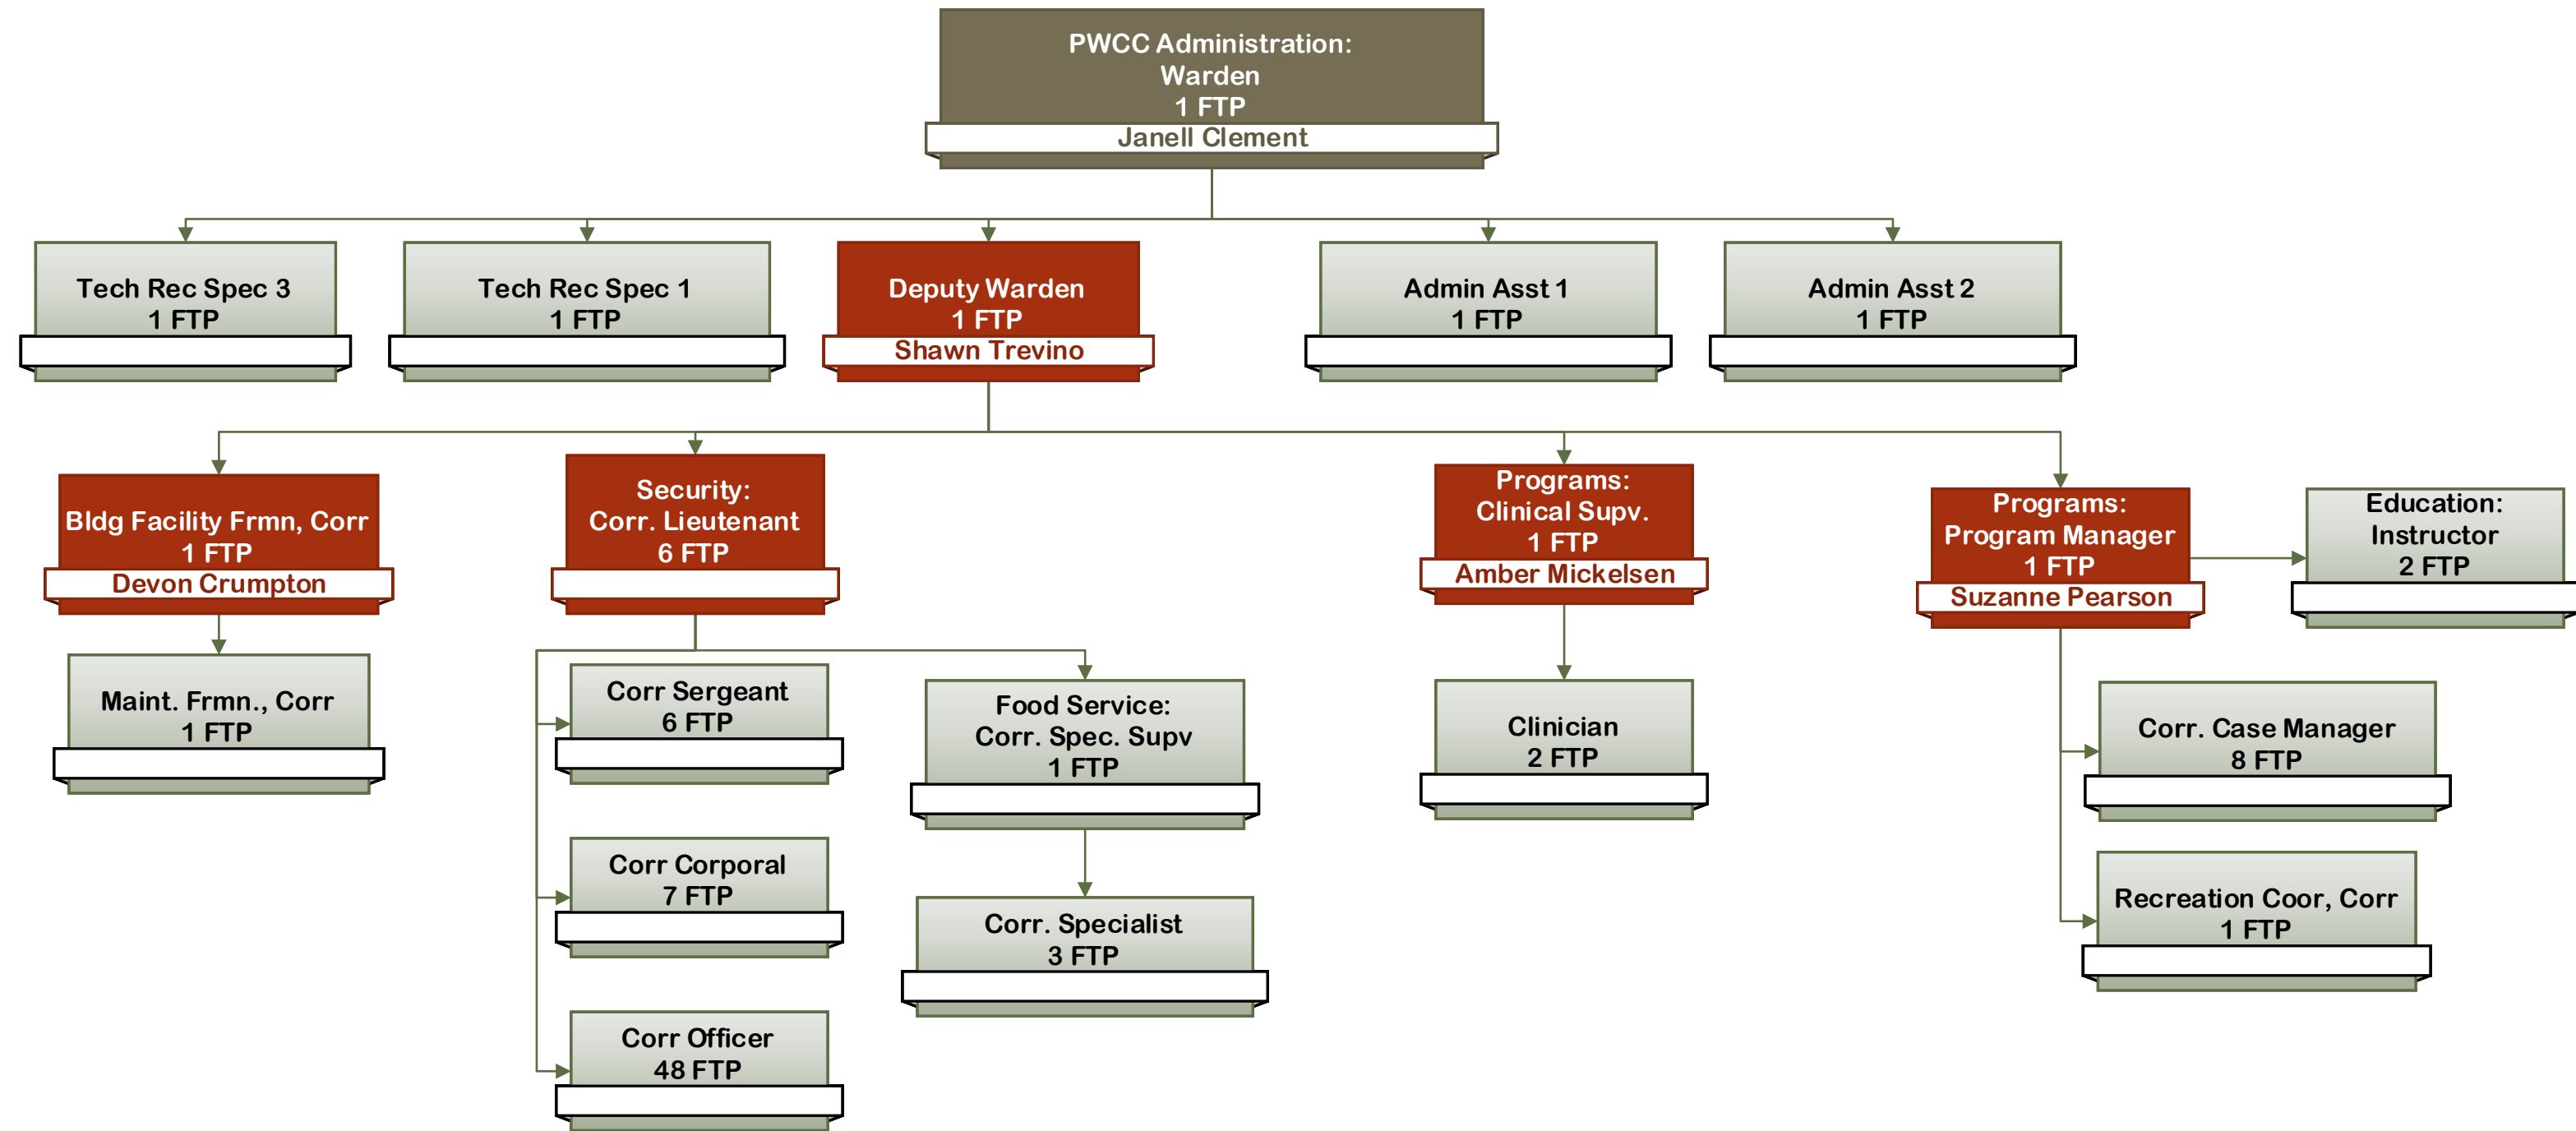 PWCC Administration:
Warden
1 FTP
Janell Clement
Tech Rec Spec 3
1 FTP
Tech Rec Spec 1
1 FTP
Deputy Warden
1 FTP
Shawn Trevino
Admin Asst 1
1 FTP
Admin Asst 2
1 FTP
Bldg Facility Frmn, Corr
1 FTP
Devon Crumpton
Security:
Corr. Lieutenant
6 FTP
Programs:
Clinical Supv.
1 FTP
Amber Mickelsen
Programs:
Program Manager
1 FTP
Suzanne Pearson
Education:
Instructor
2 FTP
Maint. Frmn., Corr
1 FTP
Corr Sergeant
6 FTP
Food Service:
Corr. Spec. Supv
1 FTP
Clinician
2 FTP
Corr. Case Manager
8 FTP
Corr Corporal
7 FTP
Corr. Specialist
3 FTP
Recreation Coor, Corr
1 FTP
Corr Officer
48 FTP